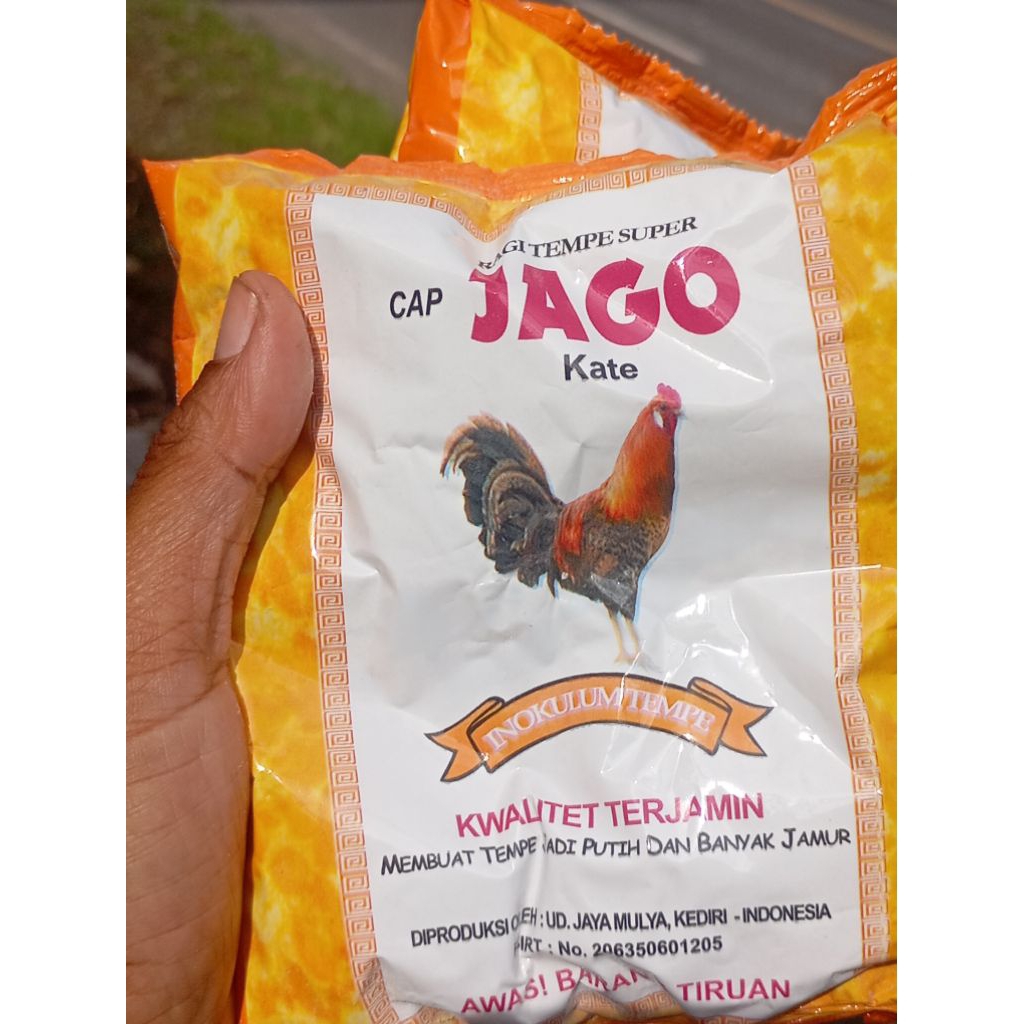 RAGI TEMPE SUPER
CAP JAGO
Kate
INOKULUM TEMPE
KWALITET TERJAMIN
MEMBUAT TEMPE JADI PUTIH DAN BANYAK JAMUR
DIPRODUKSI OLEH : UD. JAYA MULYA, KEDIRI - INDONESIA
: No. 206350601205
AWAS! BARANG TIRUAN